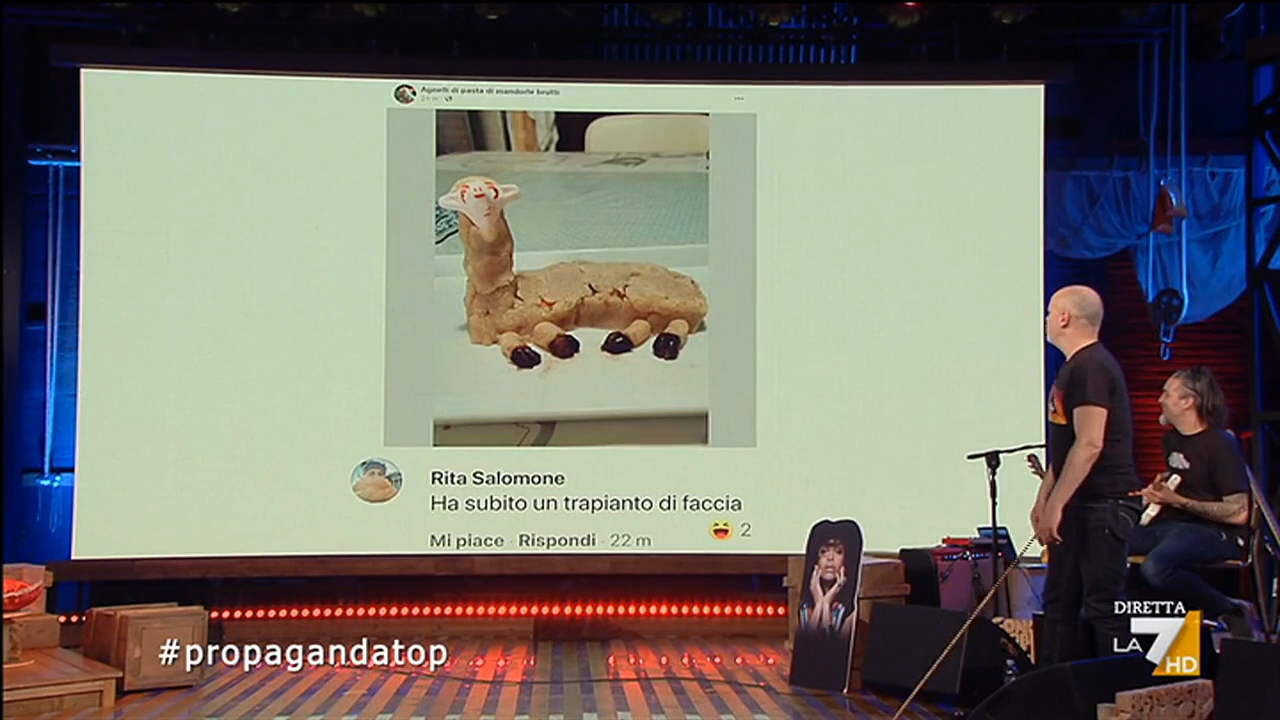 Agnelli di pasta di mandorle brutti
Rita Salomone
Ha subito un trapianto di faccia
2
Mi piace · Rispondi · 22 m
#propagandatop
DIRETTA
LA 7
HD